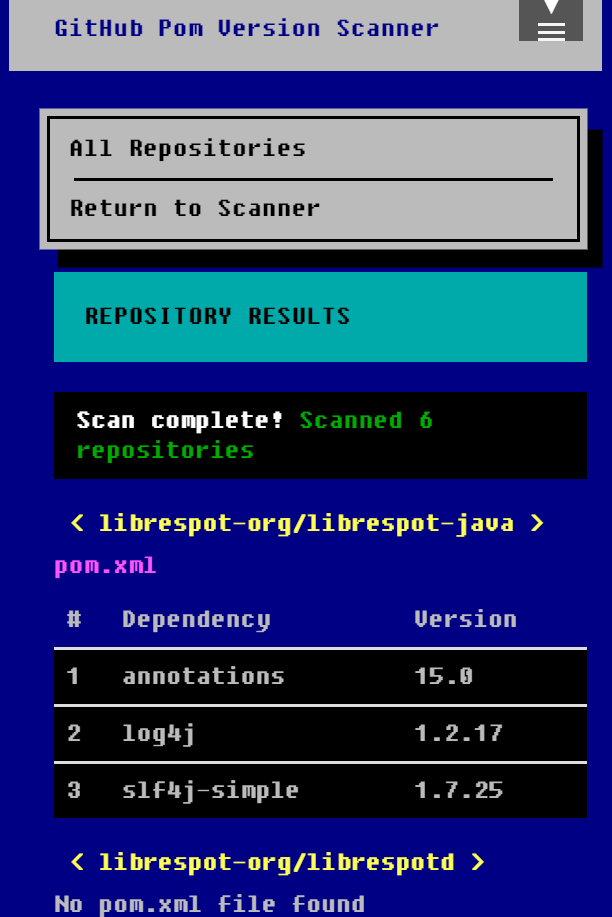 GitHub Pom Version Scanner
All Repositories
Return to Scanner
REPOSITORY RESULTS
Scan complete! Scanned 6
repositories
< librespot-org/librespot-java >
pom.xml
# Dependency Version
1 annotations 15.0
2 log4j 1.2.17
3 slf4j-simple 1.7.25
< librespot-org/librespotd >
No pom.xml file found